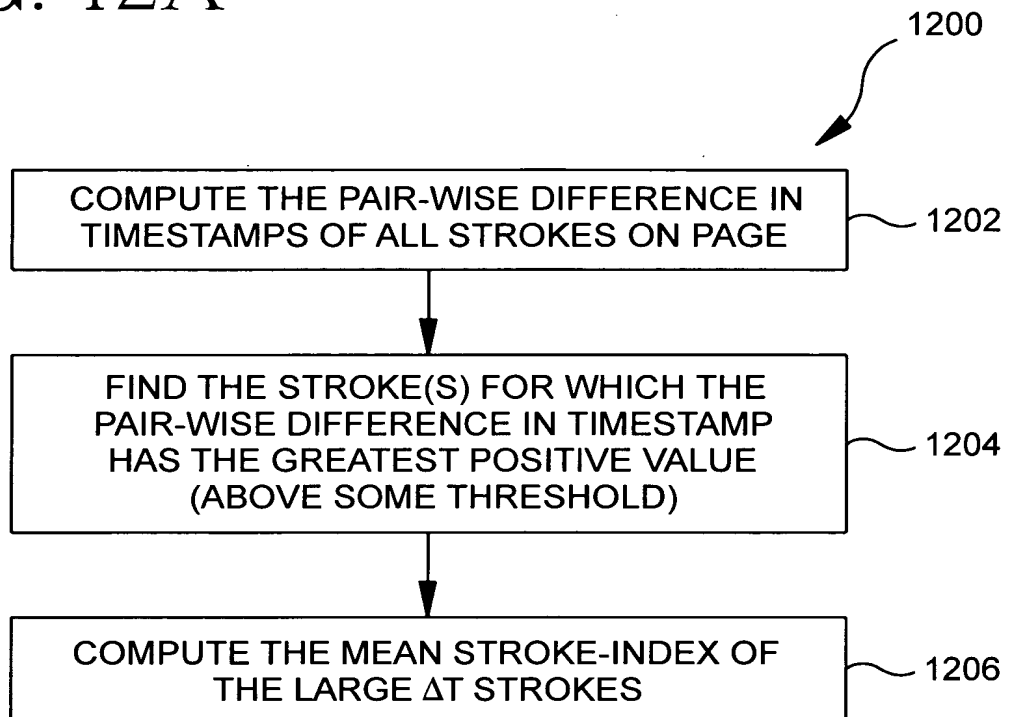 G. 12A
1200
COMPUTE THE PAIR-WISE DIFFERENCE IN
TIMESTAMPS OF ALL STROKES ON PAGE
1202
FIND THE STROKE(S) FOR WHICH THE
PAIR-WISE DIFFERENCE IN TIMESTAMP
HAS THE GREATEST POSITIVE VALUE
(ABOVE SOME THRESHOLD)
1204
COMPUTE THE MEAN STROKE-INDEX OF
THE LARGE ΔT STROKES
1206